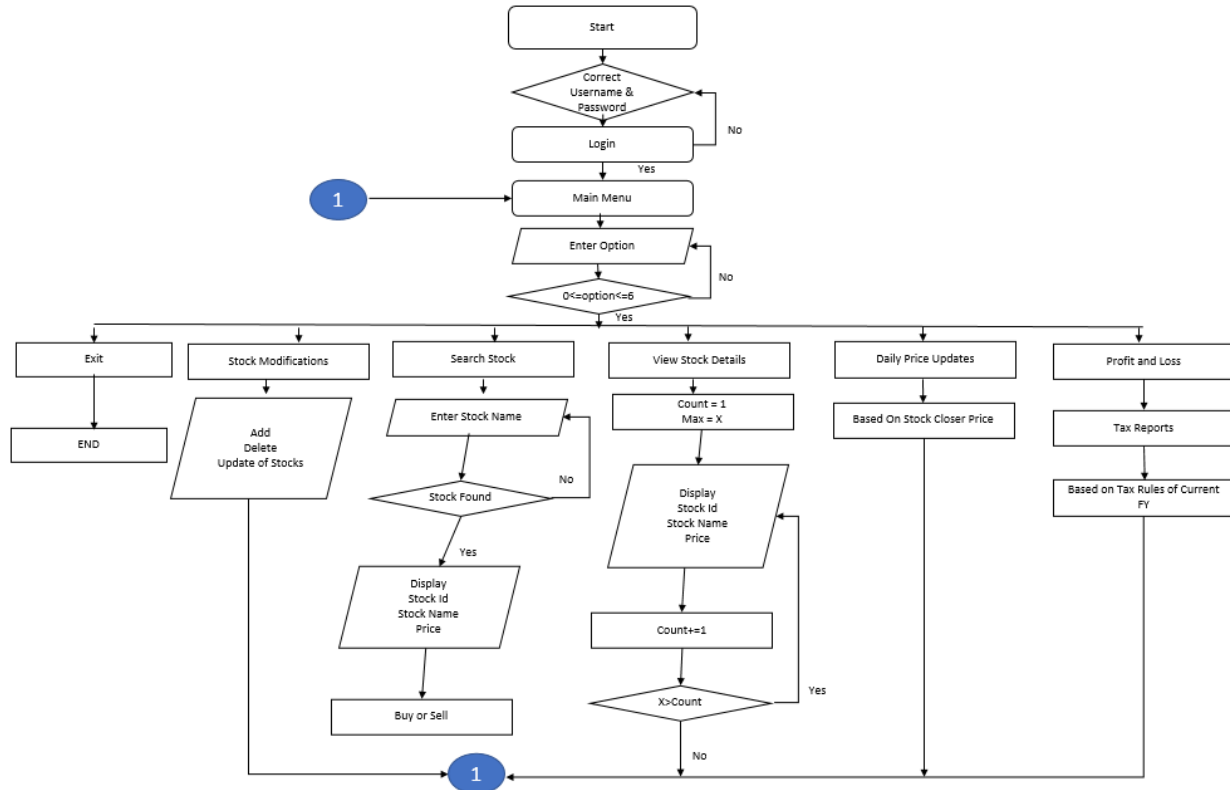 Start
Correct
Username &
Password
No
Login
Yes
1
Main Menu
Enter Option
No
0<=option<=6
Yes
Exit
Stock Modifications
Search Stock
View Stock Details
Daily Price Updates
Profit and Loss
END
Add
Delete
Update of Stocks
Enter Stock Name
No
Stock Found
Yes
Display
Stock Id
Stock Name
Price
Buy or Sell
Count = 1
Max = X
Display
Stock Id
Stock Name
Price
Count+=1
X>Count
Yes
No
Based On Stock Closer Price
Tax Reports
Based on Tax Rules of Current
FY
1